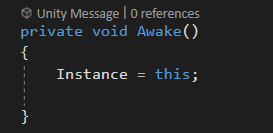 Unity Message | 0 references
private void Awake()
{
Instance = this;
}